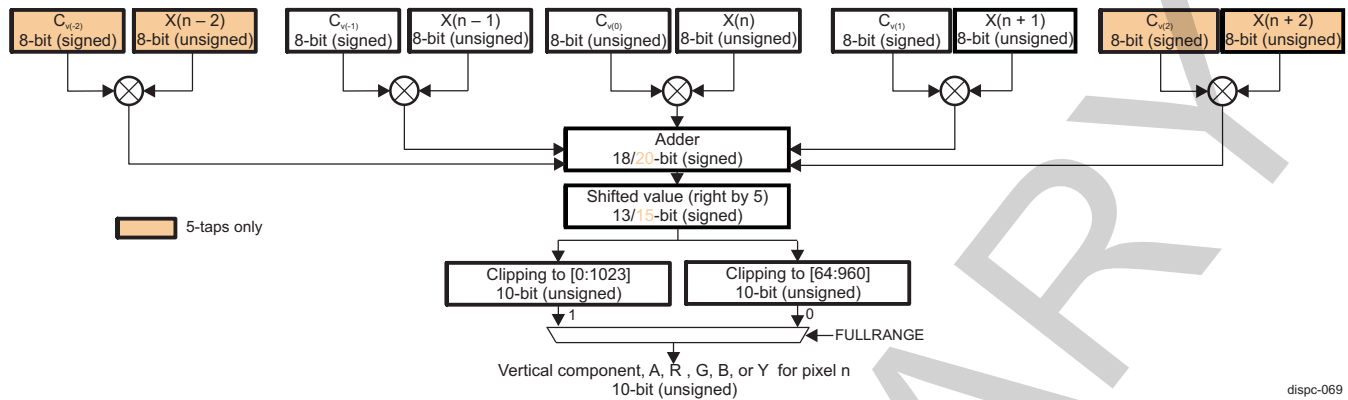 C_v(-2) X(n – 2) C_v(-1) X(n – 1) C_v(0) X(n) C_v(1) X(n + 1) C_v(2) X(n + 2)
8-bit (signed) 8-bit (unsigned) 8-bit (signed) 8-bit (unsigned) 8-bit (unsigned) 8-bit (unsigned) 8-bit (signed) 8-bit (unsigned) 8-bit (signed) 8-bit (unsigned)
Adder
18/20-bit (signed)
Shifted value (right by 5)
13/15-bit (signed)
5-taps only
Clipping to [0:1023] Clipping to [64:960]
10-bit (unsigned) 10-bit (unsigned)
1 0
FULLRANGE
Vertical component, A, R , G, B, or Y for pixel n
10-bit (unsigned)
dispc-069
ARY